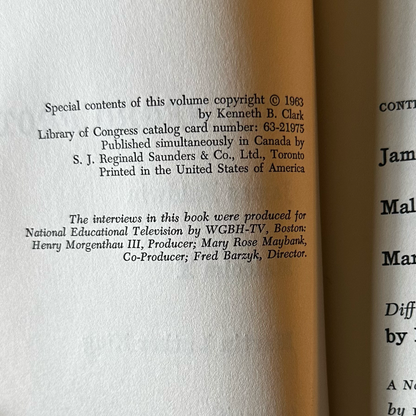 Special contents of this volume copyright © 1963
by Kenneth B. Clark
Library of Congress catalog card number: 63-21975
Published simultaneously in Canada by
S. J. Reginald Saunders & Co., Ltd., Toronto
Printed in the United States of America
The interviews in this book were produced for
National Educational Television by WGBH-TV, Boston:
Henry Morgenthau III, Producer; Mary Rose Maybank,
Co-Producer; Fred Barzyk, Director.
CONT
Jam
Mal
Mar
Diff
by
A N
by